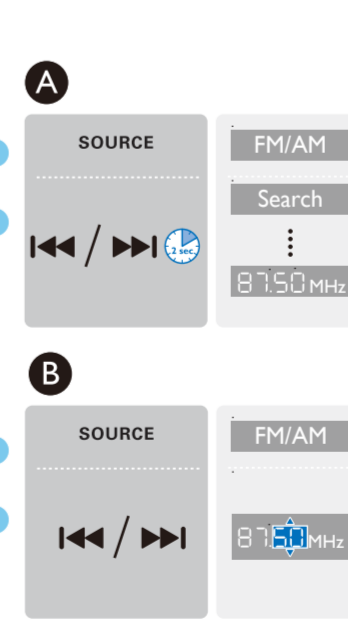 A
SOURCE
FM/AM
Search
2 sec.
87.50 MHz
B
SOURCE
FM/AM
87.50 MHz